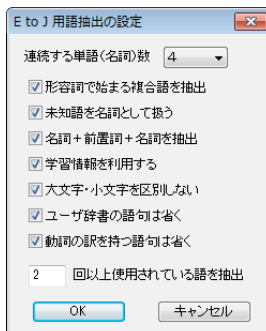 E to J 用語抽出の設定
連続する単語(名詞)数 4
形容詞で始まる複合語を抽出
未知語を名詞として扱う
名詞＋前置詞＋名詞を抽出
学習情報を利用する
大文字・小文字を区別しない
ユーザ辞書の語句は省く
動詞の訳を持つ語句は省く
2 回以上使用されている語を抽出
OK キャンセル